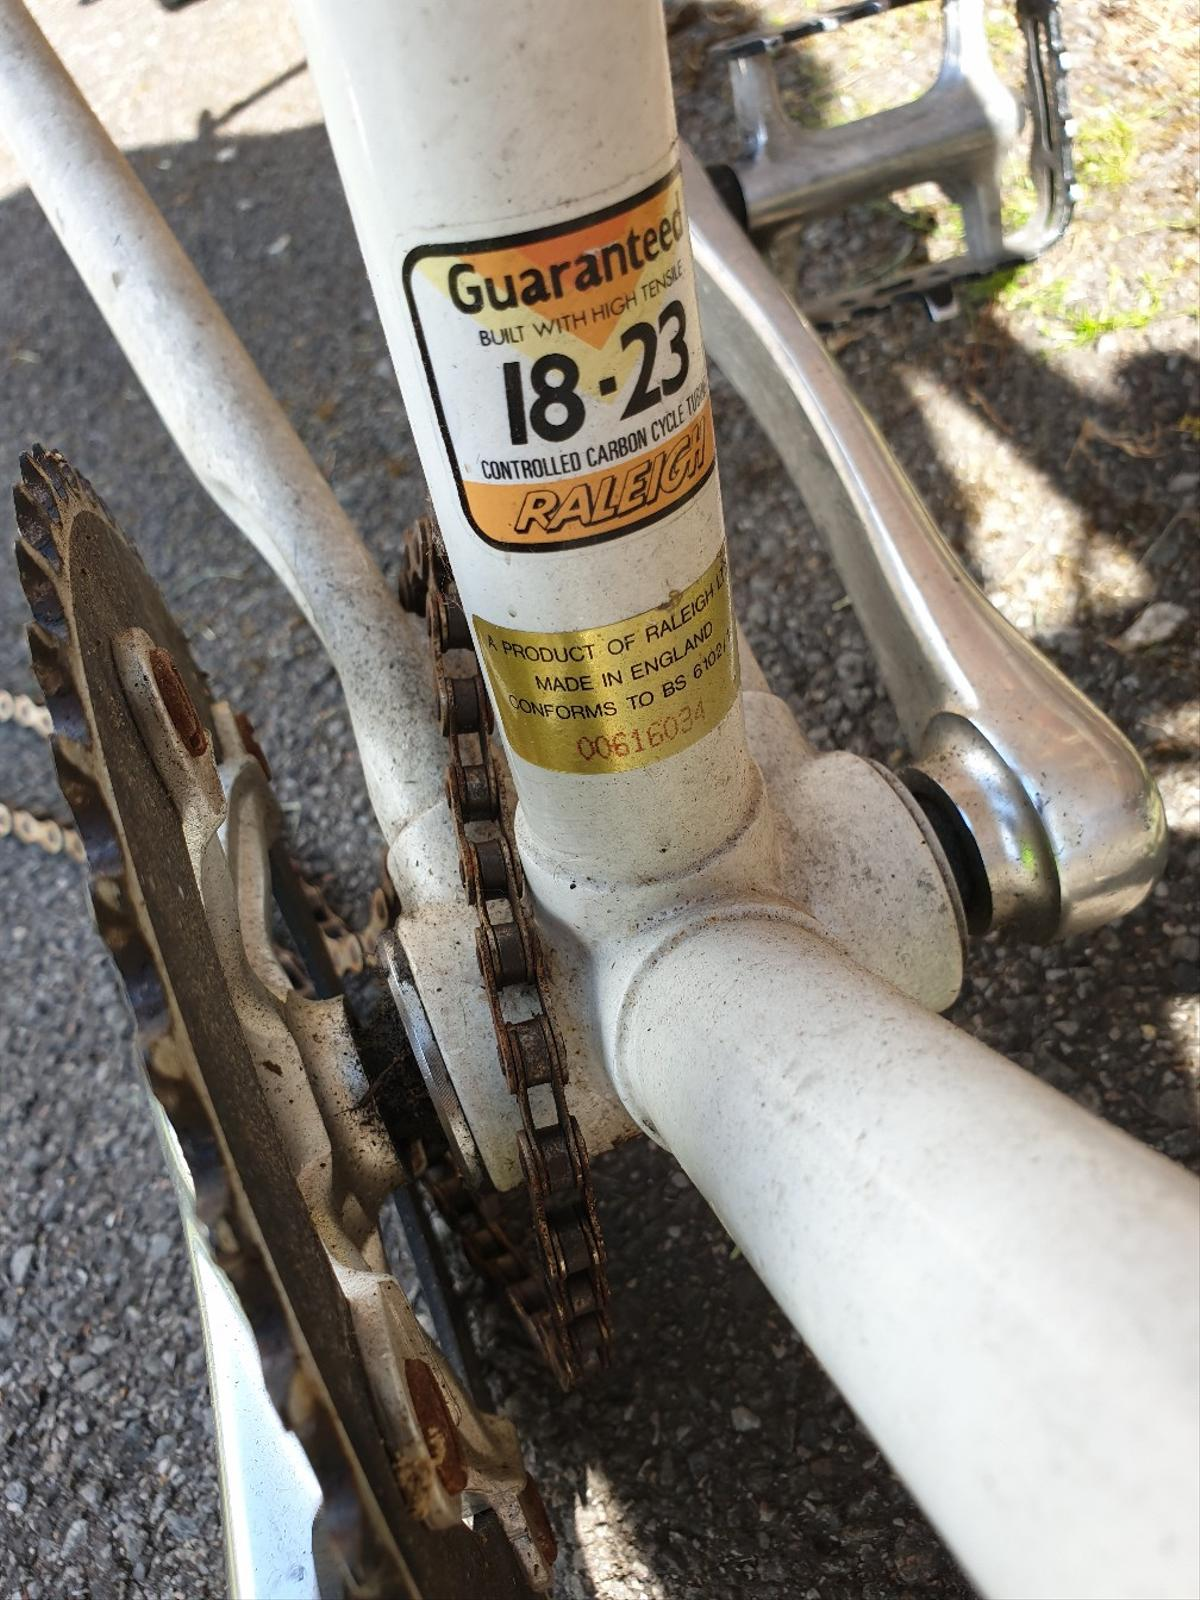 Guaranteed
BUILT WITH HIGH TENSILE
18-23
CONTROLLED CARBON CYCLE
RALEIGH
A PRODUCT OF RALEIGH
MADE IN ENGLAND
CONFORMS TO BS 6102
00616034